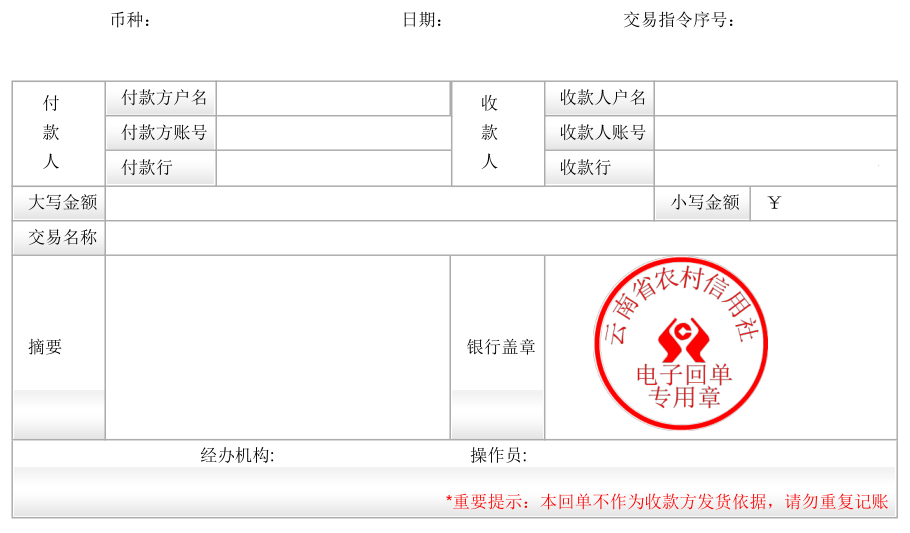 币种： 日期： 交易指令序号：
付款人 付款方户名 收款人 收款人户名
付款方账号 收款人账号
付款行 收款行
大写金额 小写金额 ￥
交易名称
云南省农村信用社
电子回单
专用章
摘要 银行盖章
经办机构: 操作员:
*重要提示：本回单不作为收款方发货依据，请勿重复记账